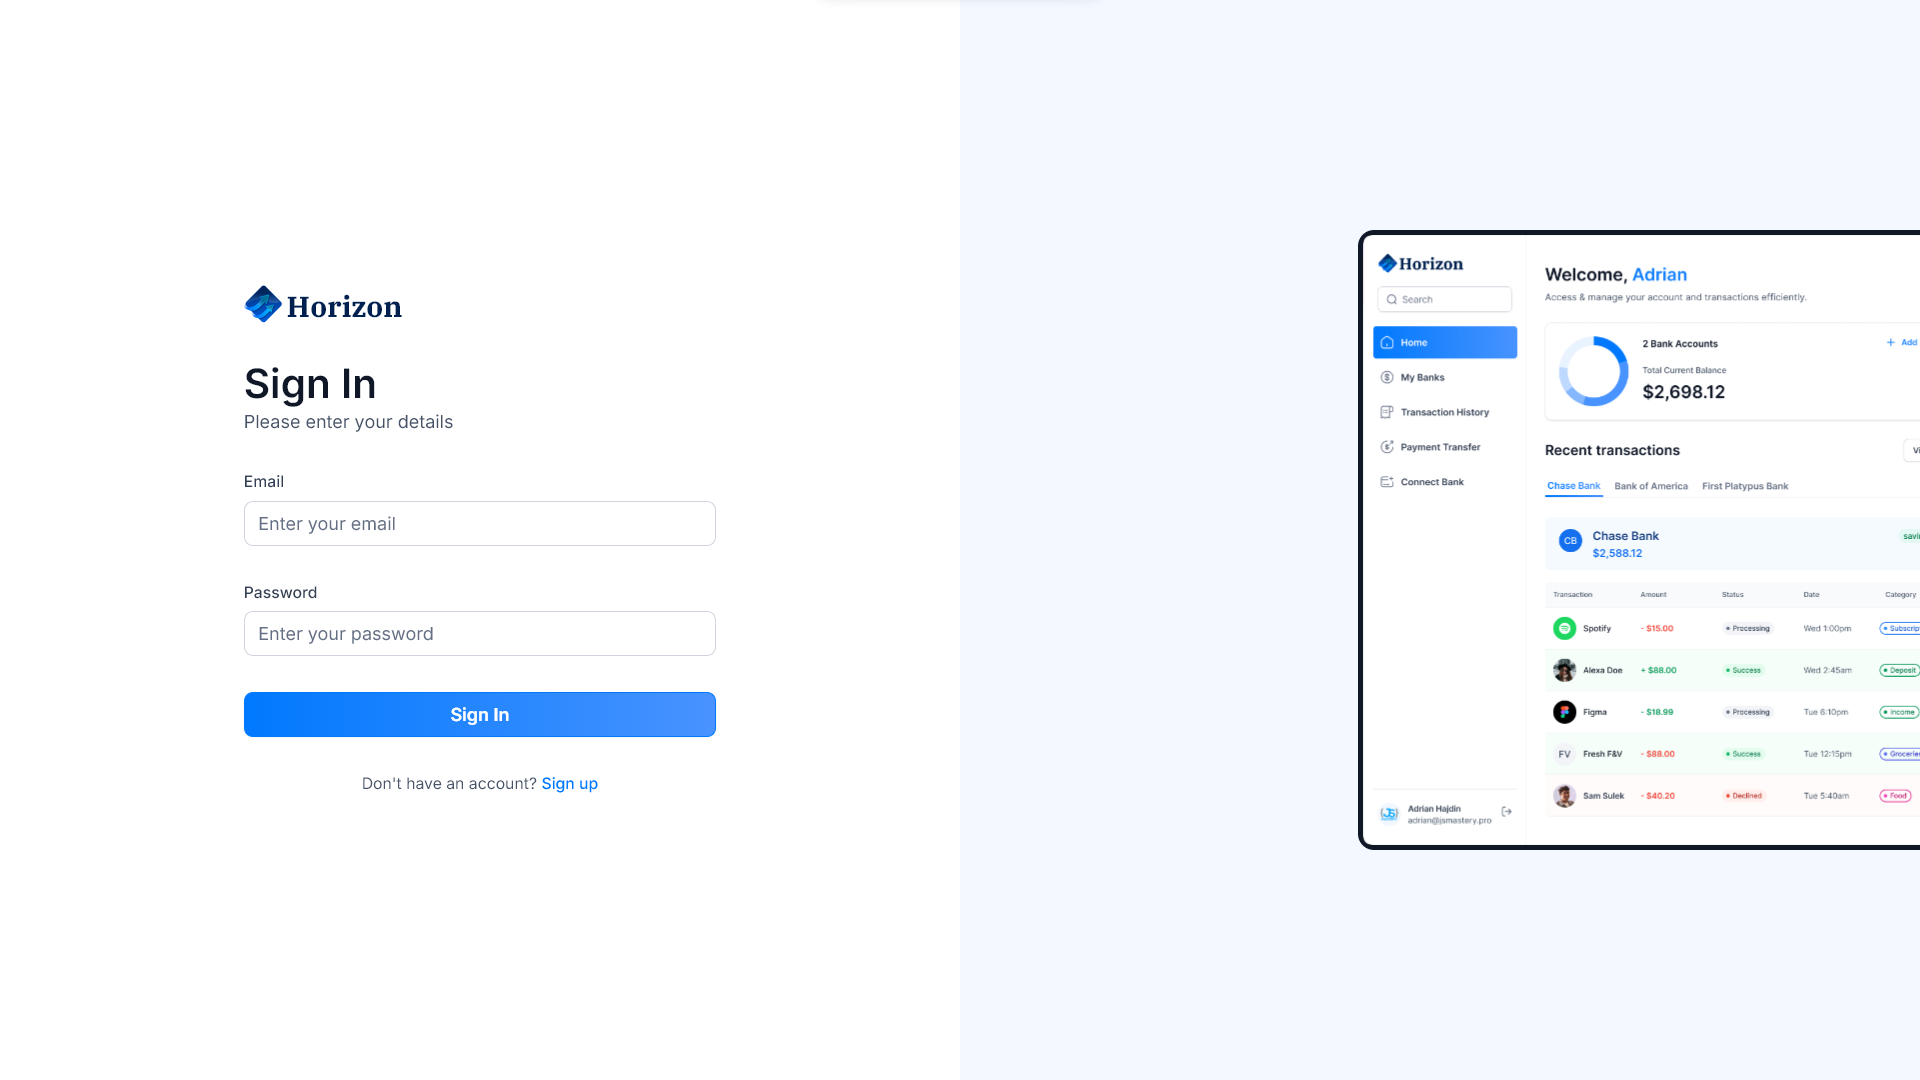 Horizon
Sign In
Please enter your details
Email
Enter your email
Password
Enter your password
Sign In
Don't have an account? Sign up
Horizon
Search
Home
My Banks
Transaction History
Payment Transfer
Connect Bank
Adrian Hajdin
adrian@jsmastery.pro
Welcome, Adrian
Access & manage your account and transactions efficiently.
2 Bank Accounts
+ Add
Total Current Balance
$2,698.12
Recent transactions
Chase Bank Bank of America First Platypus Bank
CB
Chase Bank
$2,588.12
Transaction Amount Status Date Category
Spotify - $15.00 Processing Wed 1:00pm
Alexa Doe + $88.00 Success Wed 2:45am Deposit
Figma - $18.99 Processing Tue 6:10pm Income
FV Fresh F&V - $88.00 Success Tue 12:15pm
Sam Sulek - $40.20 Declined Tue 5:40am Food